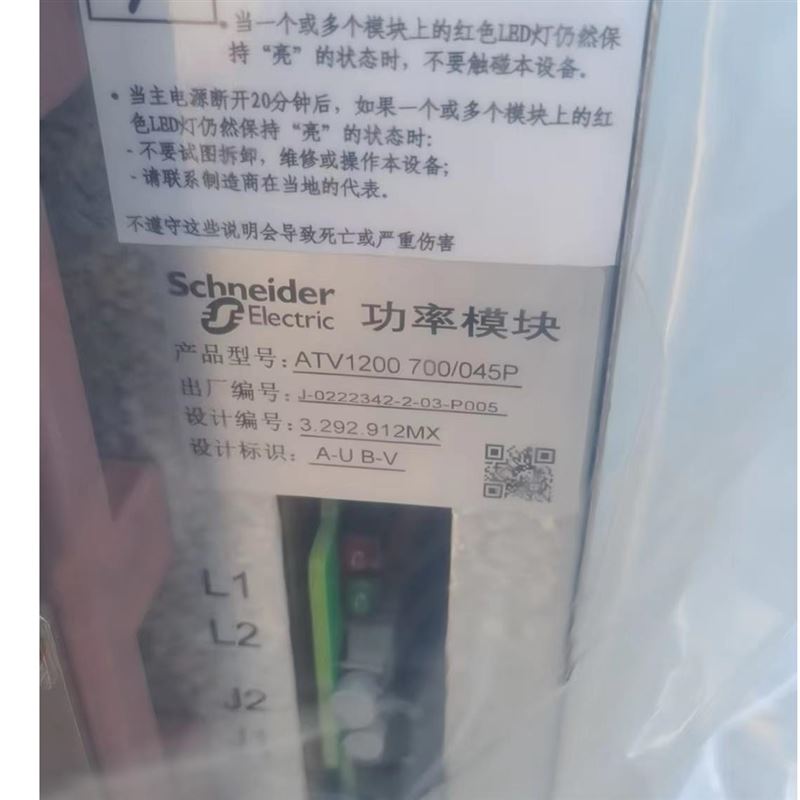 当一个或多个模块上的红色LED灯仍然保
持“亮”的状态时，不要触碰本设备。
• 当主电源断开20分钟后，如果一个或多个模块上的红
色LED灯仍然保持“亮”的状态时:
- 不要试图拆卸，维修或操作本设备;
- 请联系制造商在当地的代表.
不遵守这些说明会导致死亡或严重伤害
Schneider
Electric
功率模块
产品型号: ATV1200 700/045P
出厂编号: J-0222342-2-03-P005
设计编号: 3.292.912MX
设计标识: A-U B-V
L1
L2
J2